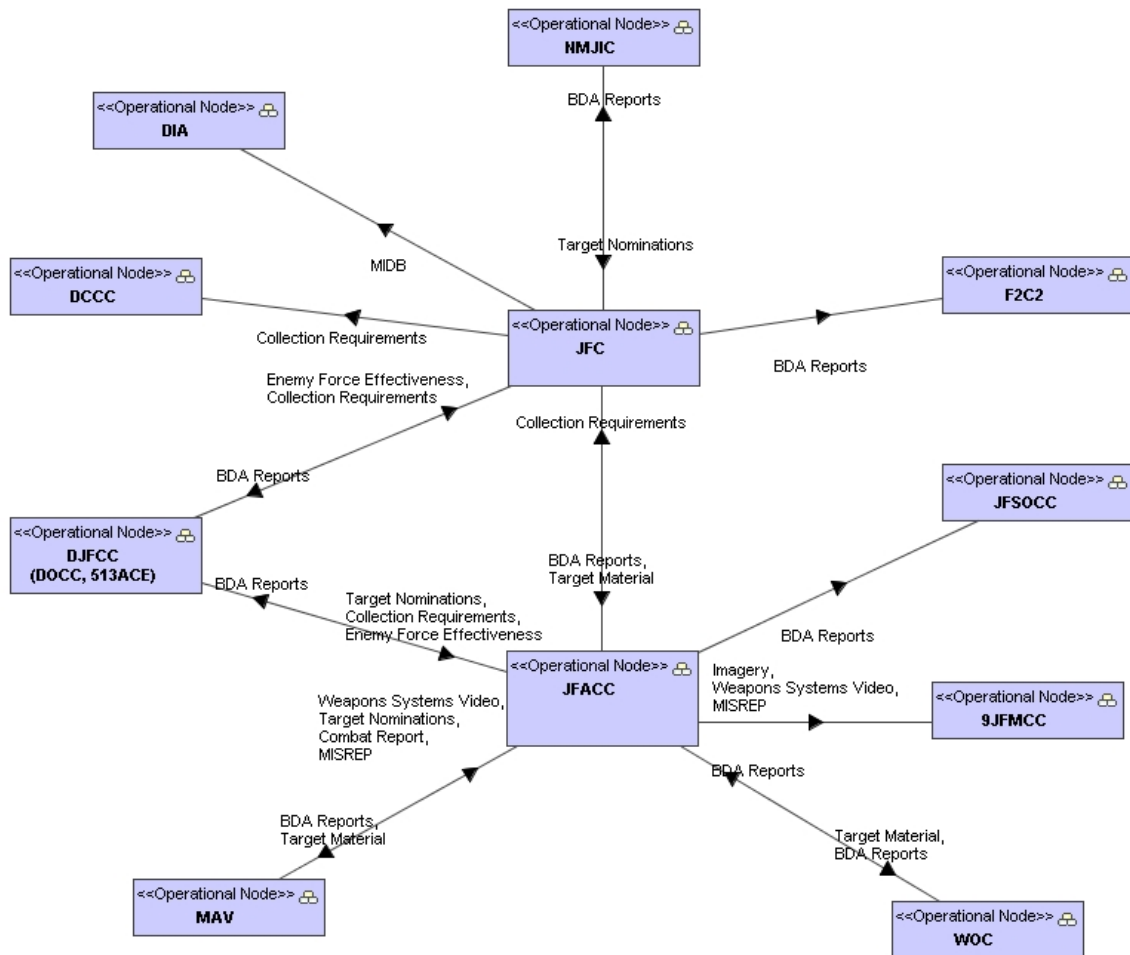 <<Operational Node>>
NMJIC
BDA Reports
<<Operational Node>>
DIA
Target Nominations
MIDB
<<Operational Node>>
DCCC
<<Operational Node>>
F2C2
Collection Requirements
<<Operational Node>>
JFC
BDA Reports
Enemy Force Effectiveness,
Collection Requirements
Collection Requirements
BDA Reports
<<Operational Node>>
JFSOCC
<<Operational Node>>
DJFCC
(DOCC, 513ACE)
BDA Reports,
Target Material
BDA Reports
Target Nominations,
Collection Requirements,
Enemy Force Effectiveness
BDA Reports
<<Operational Node>>
JFACC
Imagery,
Weapons Systems Video,
MISREP
<<Operational Node>>
9JFMCC
Weapons Systems Video,
Target Nominations,
Combat Report,
MISREP
BDA Reports
BDA Reports,
Target Material
Target Material,
BDA Reports
<<Operational Node>>
MAV
<<Operational Node>>
WOC